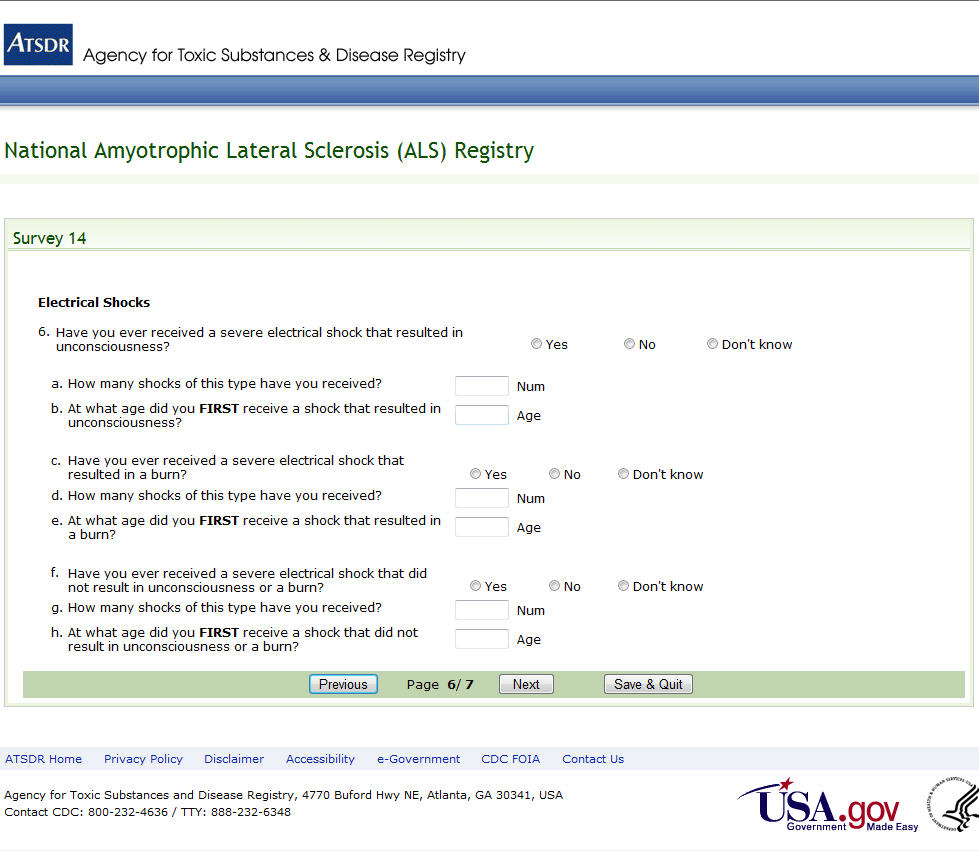 ATSDR
Agency for Toxic Substances & Disease Registry
National Amyotrophic Lateral Sclerosis (ALS) Registry
Survey 14
Electrical Shocks
6. Have you ever received a severe electrical shock that resulted in
unconsciousness?
Yes No Don't know
a. How many shocks of this type have you received?
Num
b. At what age did you FIRST receive a shock that resulted in
unconsciousness?
Age
c. Have you ever received a severe electrical shock that
resulted in a burn?
Yes No Don't know
d. How many shocks of this type have you received?
Num
e. At what age did you FIRST receive a shock that resulted in
a burn?
Age
f. Have you ever received a severe electrical shock that did
not result in unconsciousness or a burn?
Yes No Don't know
g. How many shocks of this type have you received?
Num
h. At what age did you FIRST receive a shock that did not
result in unconsciousness or a burn?
Age
Previous Page 6/ 7 Next Save & Quit
ATSDR Home Privacy Policy Disclaimer Accessibility e-Government CDC FOIA Contact Us
Agency for Toxic Substances and Disease Registry, 4770 Buford Hwy NE, Atlanta, GA 30341, USA
Contact CDC: 800-232-4636 / TTY: 888-232-6348
USA.gov
Government Made Easy